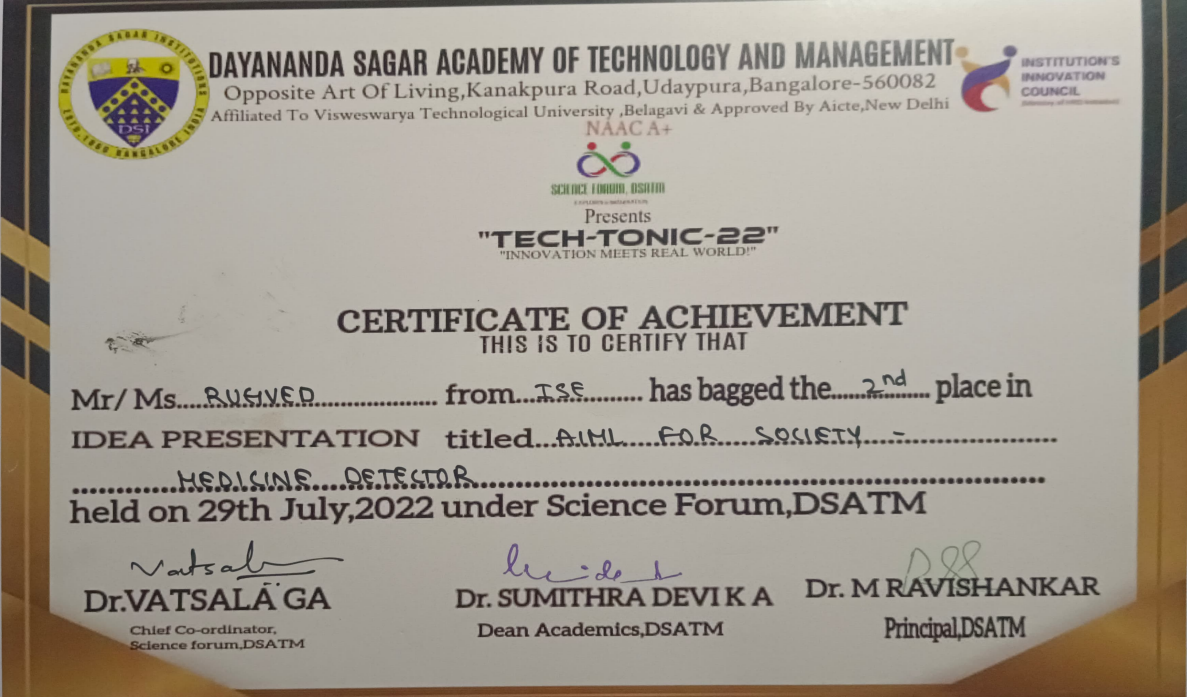 DAYANANDA SAGAR INSTITUTIONS
DSI
DAYANANDA SAGAR ACADEMY OF TECHNOLOGY AND MANAGEMENT
Opposite Art Of Living,Kanakpura Road,Udaypura,Bangalore-560082
Affiliated To Visweswarya Technological University ,Belagavi & Approved By Aicte,New Delhi
NAAC A+
INSTITUTION'S
INNOVATION
COUNCIL
SCIENCE FORUM, DSATM
Presents
"TECH-TONIC-22"
"INNOVATION MEETS REAL WORLD!"
CERTIFICATE OF ACHIEVEMENT
THIS IS TO CERTIFY THAT
Mr/ Ms....RUGVED.................. from...ISE......... has bagged the......2nd..... place in
IDEA PRESENTATION titled...AIML....FOR.....SOCIETY....-......................
............MEDICINE...DETECTOR..................................................................
held on 29th July,2022 under Science Forum,DSATM
Vatsala
Dr.VATSALA GA
Dr. SUMITHRA DEVI K A
Dr. M RAVISHANKAR
Chief Co-ordinator,
Science forum,DSATM
Dean Academics,DSATM
Principal,DSATM